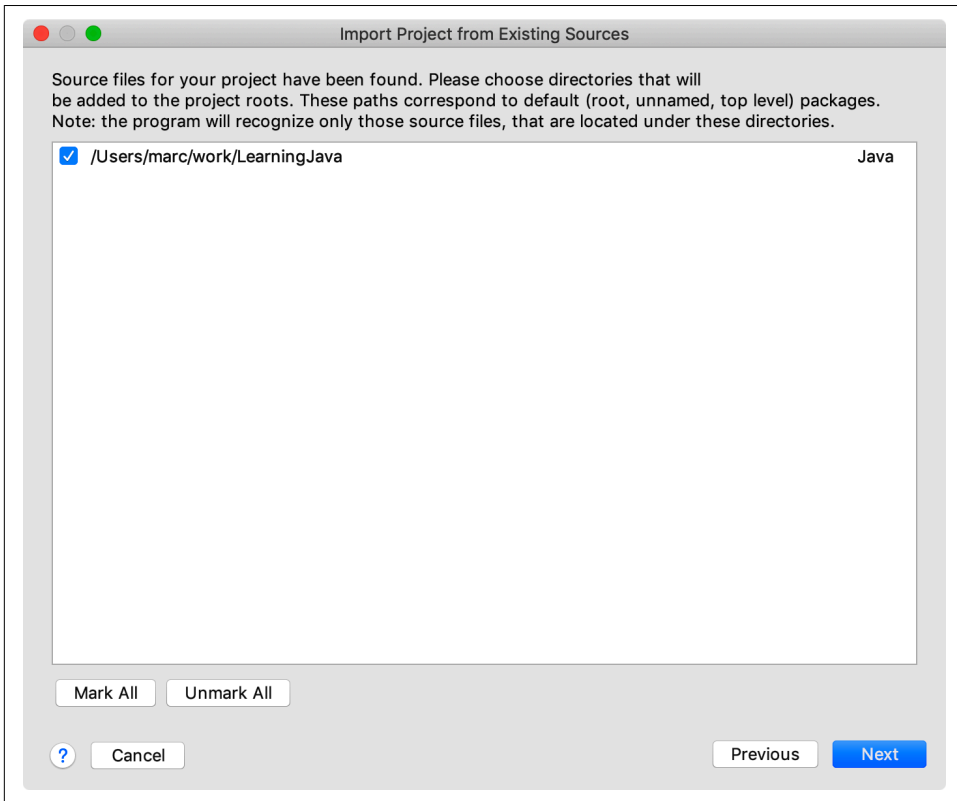 Import Project from Existing Sources
Source files for your project have been found. Please choose directories that will
be added to the project roots. These paths correspond to default (root, unnamed, top level) packages.
Note: the program will recognize only those source files, that are located under these directories.
/Users/marc/work/LearningJava Java
Mark All Unmark All
? Cancel Previous Next